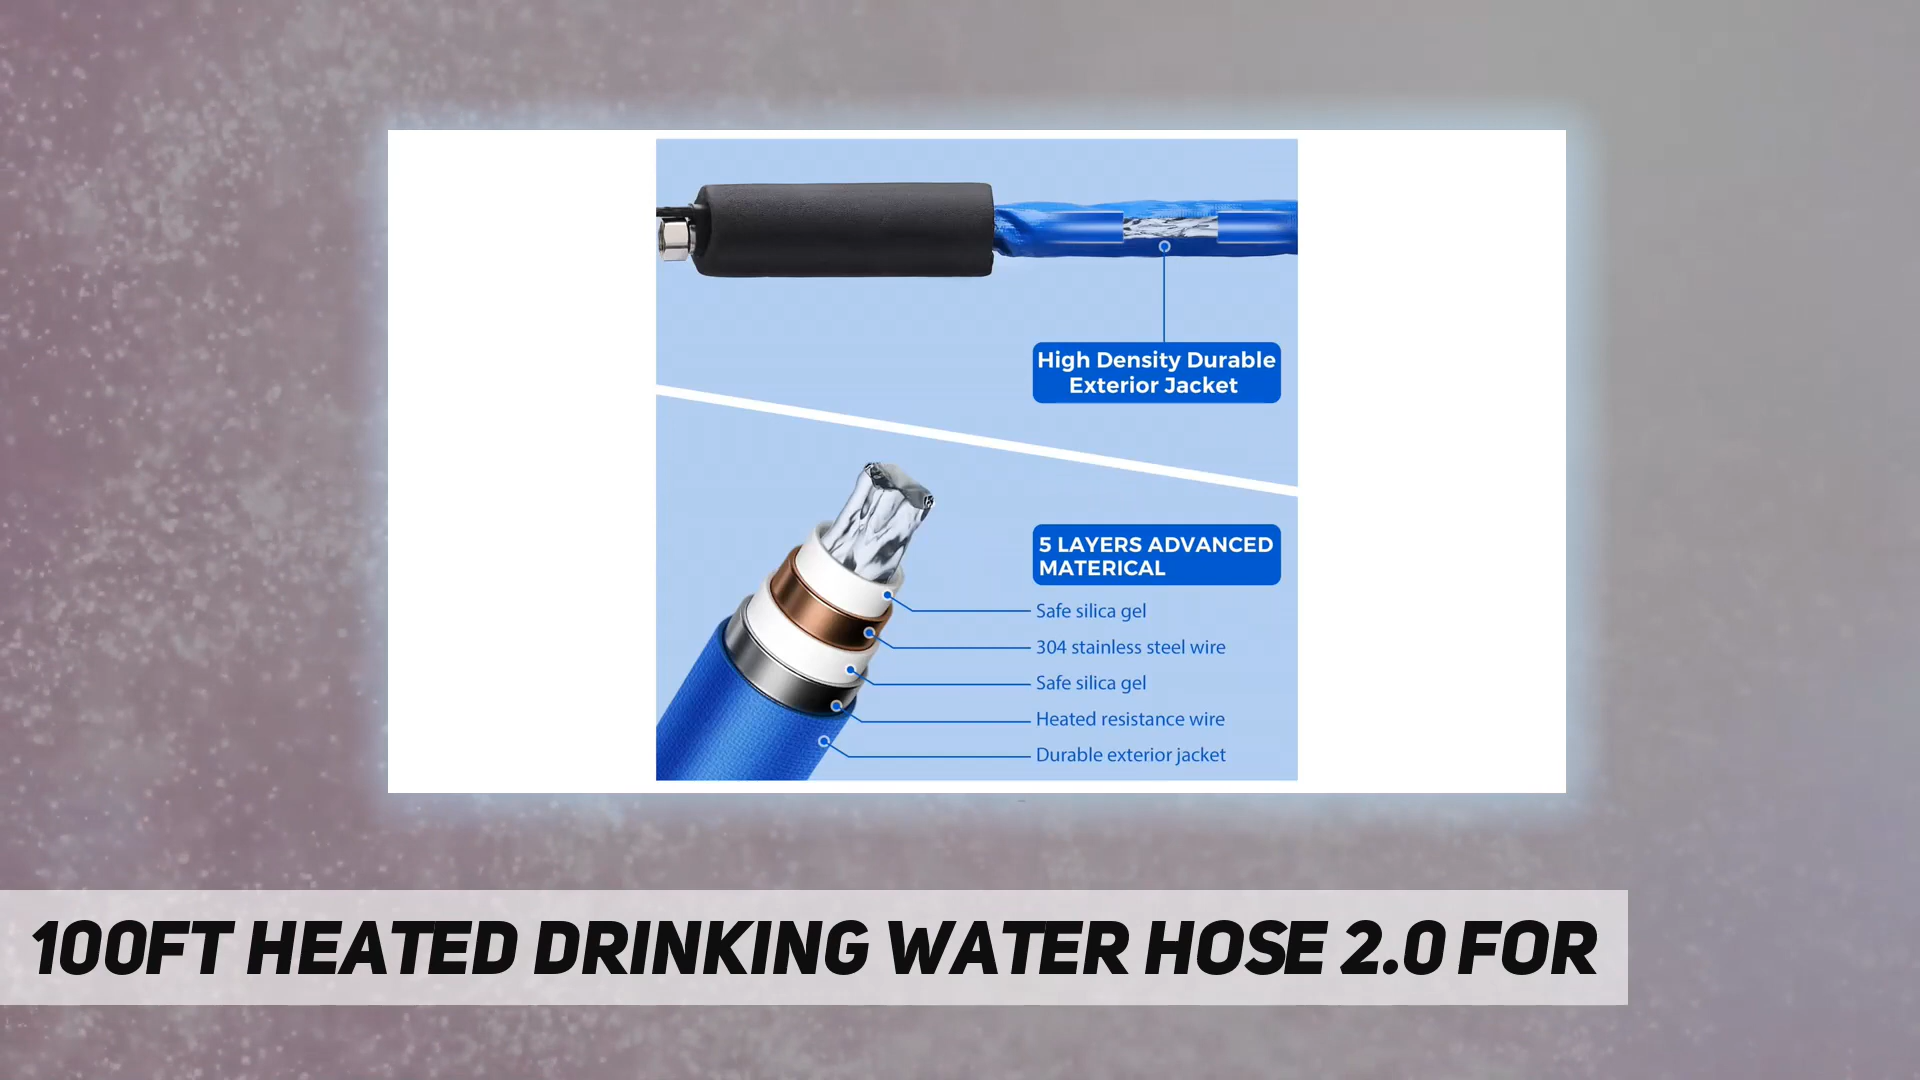 High Density Durable
Exterior Jacket
5 LAYERS ADVANCED
MATERICAL
Safe silica gel
304 stainless steel wire
Safe silica gel
Heated resistance wire
Durable exterior jacket
100FT HEATED DRINKING WATER HOSE 2.0 FOR